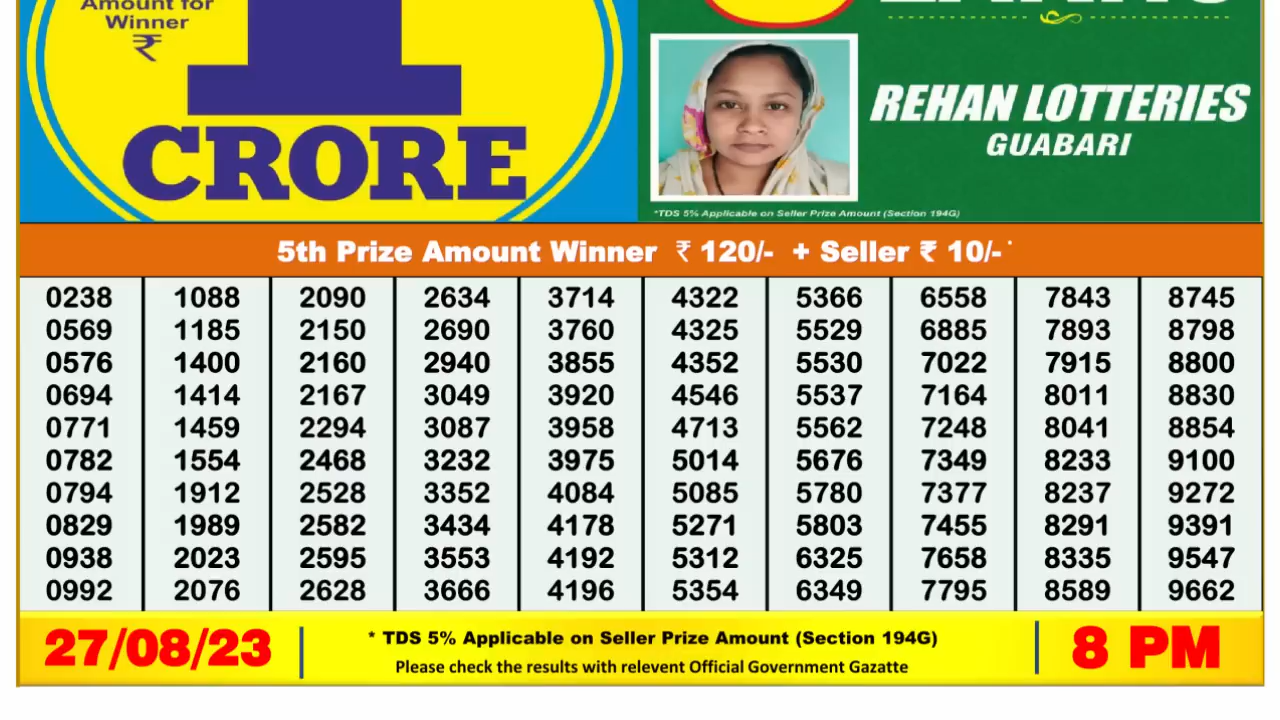 Amount for
Winner
₹
1
CRORE
REHAN LOTTERIES
GUABARI
*TDS 5% Applicable on Seller Prize Amount (Section 194G)
5th Prize Amount Winner ₹ 120/- + Seller ₹ 10/-*
0238 1088 2090 2634 3714 4322 5366 6558 7843 8745
0569 1185 2150 2690 3760 4325 5529 6885 7893 8798
0576 1400 2160 2940 3855 4352 5530 7022 7915 8800
0694 1414 2167 3049 3920 4546 5537 7164 8011 8830
0771 1459 2294 3087 3958 4713 5562 7248 8041 8854
0782 1554 2468 3232 3975 5014 5676 7349 8233 9100
0794 1912 2528 3352 4084 5085 5780 7377 8237 9272
0829 1989 2582 3434 4178 5271 5803 7455 8291 9391
0938 2023 2595 3553 4192 5312 6325 7658 8335 9547
0992 2076 2628 3666 4196 5354 6349 7795 8589 9662
27/08/23
* TDS 5% Applicable on Seller Prize Amount (Section 194G)
Please check the results with relevent Official Government Gazatte
8 PM